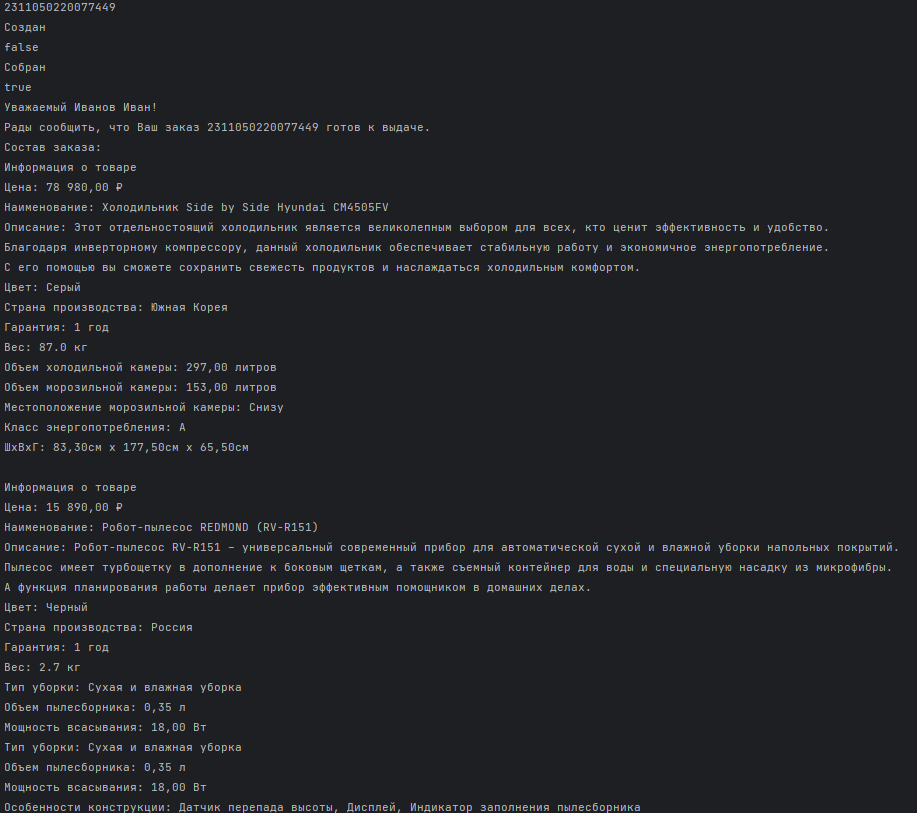 2311050220077449
Создан
false
Собран
true
Уважаемый Иванов Иван!
Рады сообщить, что Ваш заказ 2311050220077449 готов к выдаче.
Состав заказа:
Информация о товаре
Цена: 78 980,00 ₽
Наименование: Холодильник Side by Side Hyundai CM4505FV
Описание: Этот отдельностоящий холодильник является великолепным выбором для всех, кто ценит эффективность и удобство.
Благодаря инверторному компрессору, данный холодильник обеспечивает стабильную работу и экономичное энергопотребление.
С его помощью вы сможете сохранить свежесть продуктов и наслаждаться холодильным комфортом.
Цвет: Серый
Страна производства: Южная Корея
Гарантия: 1 год
Вес: 87.0 кг
Объем холодильной камеры: 297,00 литров
Объем морозильной камеры: 153,00 литров
Местоположение морозильной камеры: Снизу
Класс энергопотребления: A
ШxВxГ: 83,30см x 177,50см x 65,50см
Информация о товаре
Цена: 15 890,00 ₽
Наименование: Робот-пылесос REDMOND (RV-R151)
Описание: Робот-пылесос RV-R151 – универсальный современный прибор для автоматической сухой и влажной уборки напольных покрытий.
Пылесос имеет турбощетку в дополнение к боковым щеткам, а также съемный контейнер для воды и специальную насадку из микрофибры.
А функция планирования работы делает прибор эффективным помощником в домашних делах.
Цвет: Черный
Страна производства: Россия
Гарантия: 1 год
Вес: 2.7 кг
Тип уборки: Сухая и влажная уборка
Объем пылесборника: 0,35 л
Мощность всасывания: 18,00 Вт
Тип уборки: Сухая и влажная уборка
Объем пылесборника: 0,35 л
Мощность всасывания: 18,00 Вт
Особенности конструкции: Датчик перепада высоты, Дисплей, Индикатор заполнения пылесборника